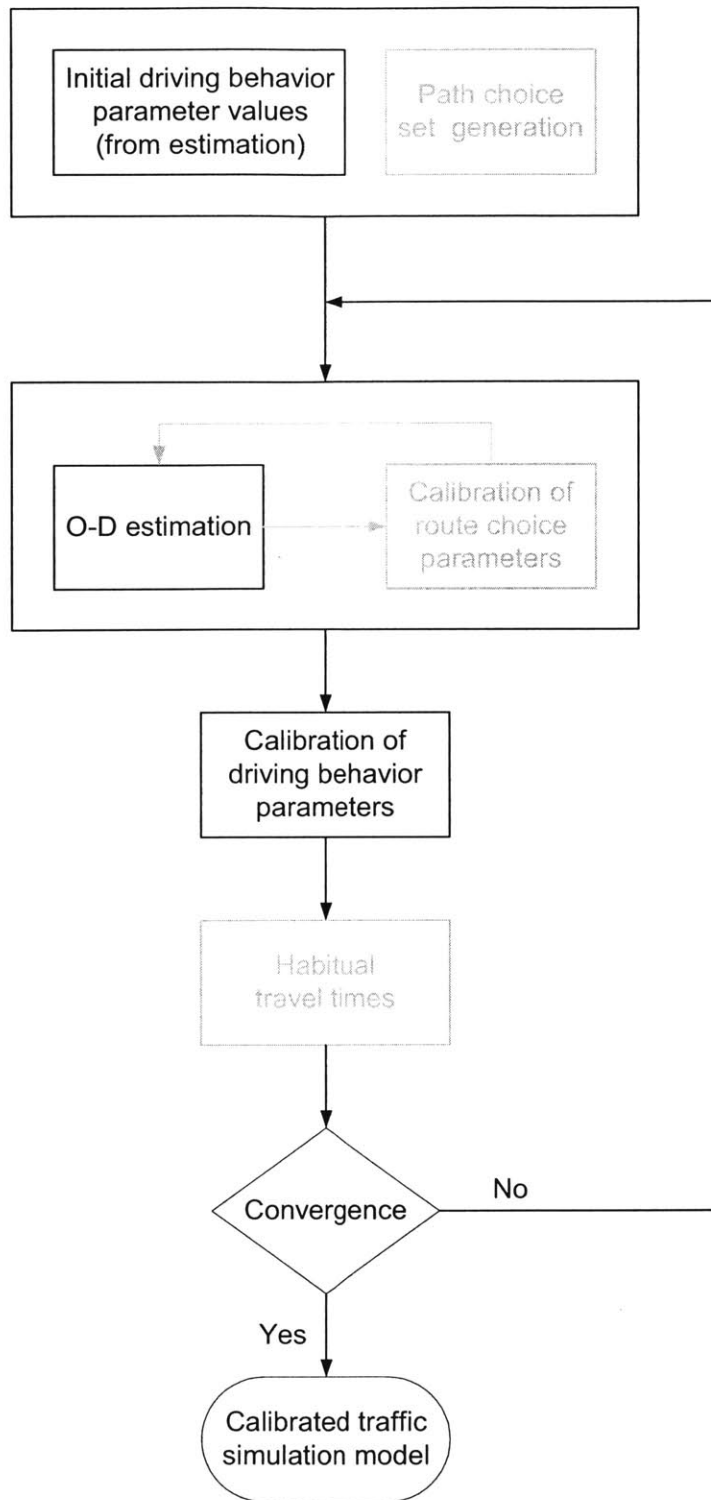 Initial driving behavior
parameter values
(from estimation)
Path choice
set generation
O-D estimation
Calibration of
route choice
parameters
Calibration of
driving behavior
parameters
Habitual
travel times
Convergence
No
Yes
Calibrated traffic
simulation model